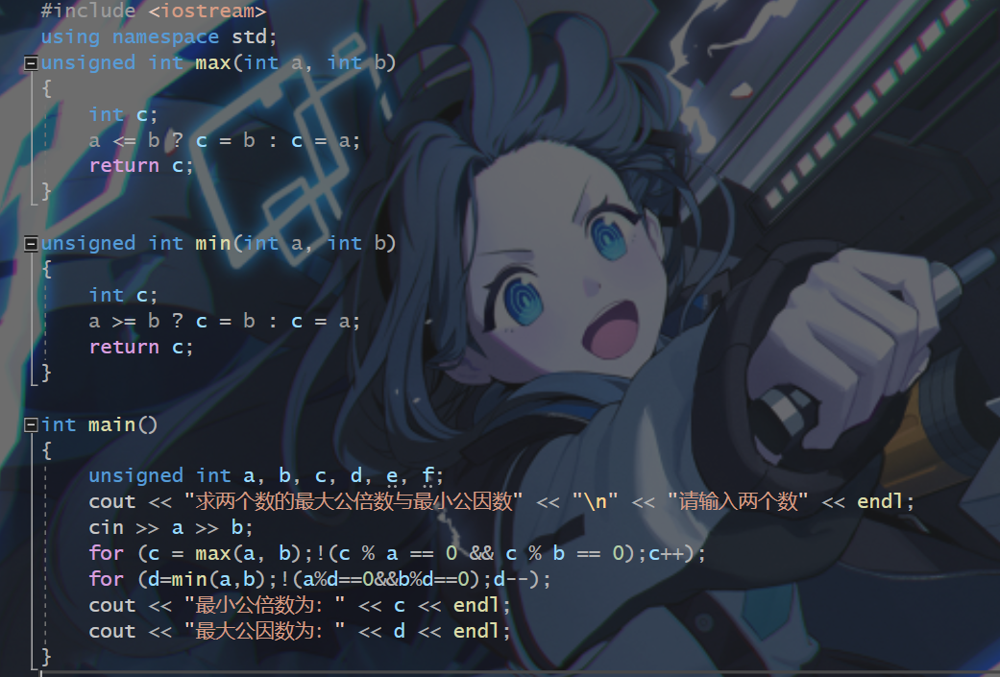 #include <iostream>
using namespace std;
unsigned int max(int a, int b)
{
    int c;
    a <= b ? c = b : c = a;
    return c;
}

unsigned int min(int a, int b)
{
    int c;
    a >= b ? c = b : c = a;
    return c;
}

int main()
{
    unsigned int a, b, c, d, e, f;
    cout << "求两个数的最大公倍数与最小公因数" << "\n" << "请输入两个数" << endl;
    cin >> a >> b;
    for (c = max(a, b);!(c % a == 0 && c % b == 0);c++);
    for (d=min(a,b);!(a%d==0&&b%d==0);d--);
    cout << "最小公倍数为: " << c << endl;
    cout << "最大公因数为: " << d << endl;
}